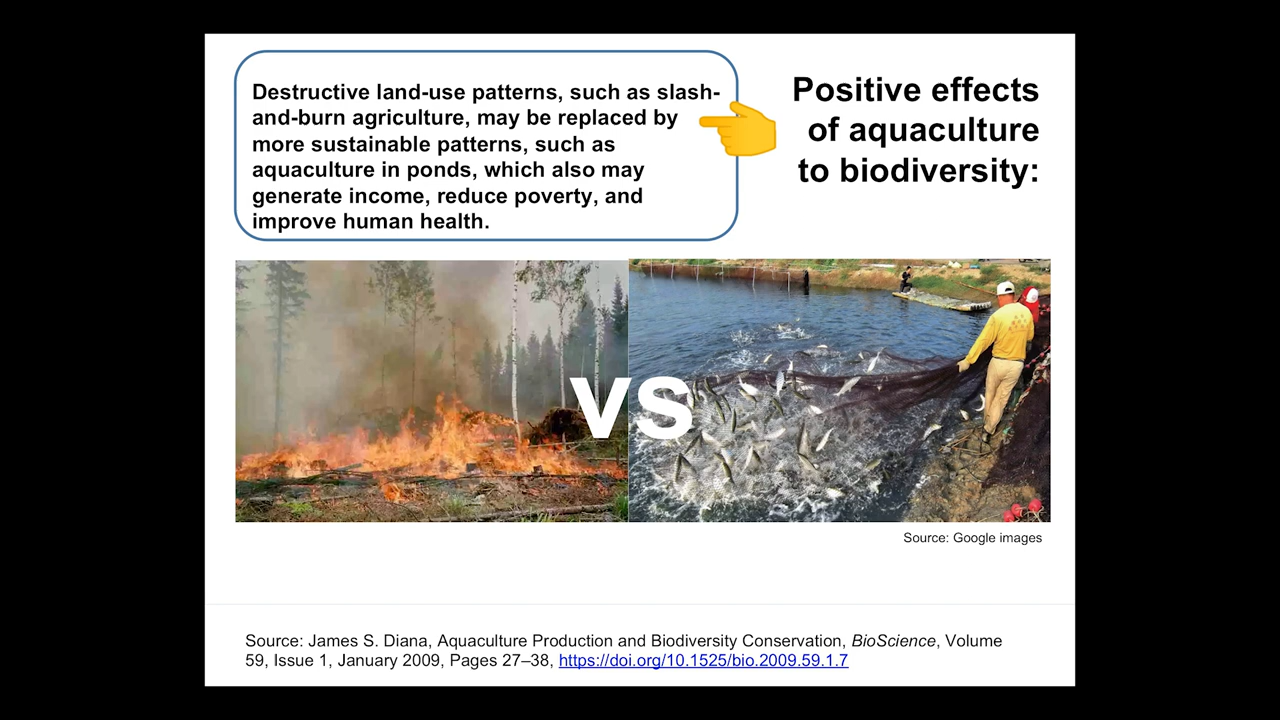 Destructive land-use patterns, such as slash-
and-burn agriculture, may be replaced by
more sustainable patterns, such as
aquaculture in ponds, which also may
generate income, reduce poverty, and
improve human health.
Positive effects
of aquaculture
to biodiversity:
vs
Source: Google images
Source: James S. Diana, Aquaculture Production and Biodiversity Conservation, BioScience, Volume
59, Issue 1, January 2009, Pages 27–38, https://doi.org/10.1525/bio.2009.59.1.7